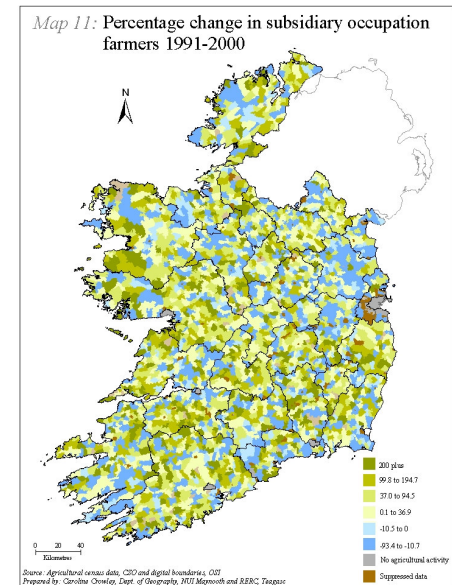 Map 11: Percentage change in subsidiary occupation
farmers 1991-2000
N
200 plus
99.8 to 194.7
37.0 to 94.5
0.1 to 36.9
-10.5 to 0
-93.4 to -10.7
No agricultural activity
Suppressed data
0 20 40
Kilometres
Source: Agricultural census data, CSO and digital boundaries, OSI
Prepared by: Caroline Crowley, Dept. of Geography, NUI Maynooth and RERC, Teagasc